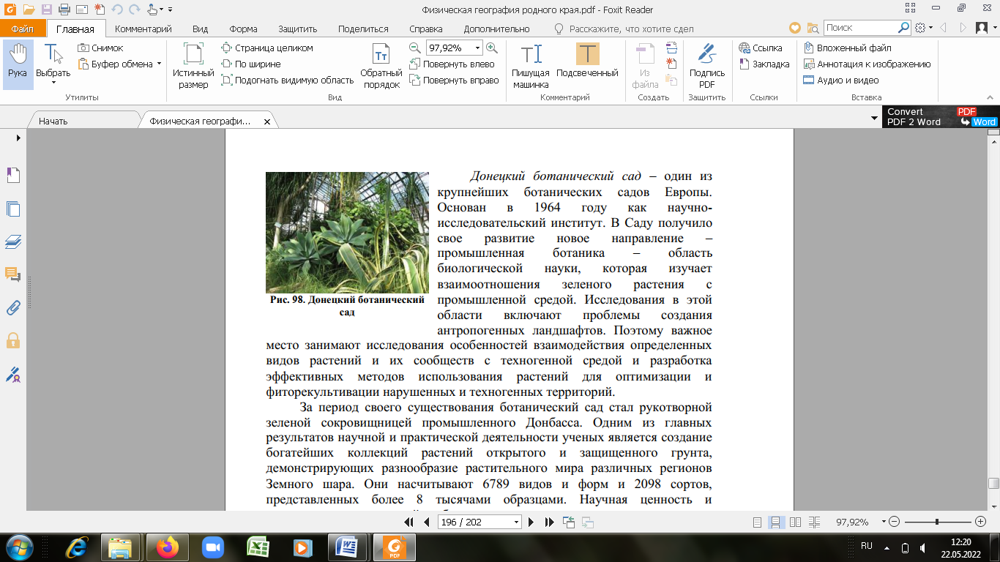 Физическая география родного края.pdf - Foxit Reader
Файл Главная Комментарий Вид Форма Защитить Поделиться Справка Дополнительно Расскажите, что хотите сдел Поиск
Рука
Выбрать
Снимок
Буфер обмена
Утилиты
Истинный размер
Страница целиком
По ширине
Подогнать видимую область
Обратный порядок
97,92%
Повернуть влево
Повернуть вправо
Вид
Пишущая машинка
Подсвеченный
Комментарий
Из файла
Создать
Подпись PDF
Защитить
Ссылка
Закладка
Ссылки
Вложенный файл
Аннотация к изображению
Аудио и видео
Вставка
Начать Физическая географи...
Convert PDF
PDF 2 Word Word
Донецкий ботанический сад – один из
крупнейших ботанических садов Европы.
Основан в 1964 году как научно-
исследовательский институт. В Саду получило
свое развитие новое направление –
промышленная ботаника – область
биологической науки, которая изучает
взаимоотношения зеленого растения с
промышленной средой. Исследования в этой
области включают проблемы создания
антропогенных ландшафтов. Поэтому важное
Рис. 98. Донецкий ботанический
сад
место занимают исследования особенностей взаимодействия определенных
видов растений и их сообществ с техногенной средой и разработка
эффективных методов использования растений для оптимизации и
фиторекультивации нарушенных и техногенных территорий.
За период своего существования ботанический сад стал рукотворной
зеленой сокровищницей промышленного Донбасса. Одним из главных
результатов научной и практической деятельности ученых является создание
богатейших коллекций растений открытого и защищенного грунта,
демонстрирующих разнообразие растительного мира различных регионов
Земного шара. Они насчитывают 6789 видов и форм и 2098 сортов,
представленных более 8 тысячами образцами. Научная ценность и
196 / 202
97,92%
RU
12:20
22.05.2022